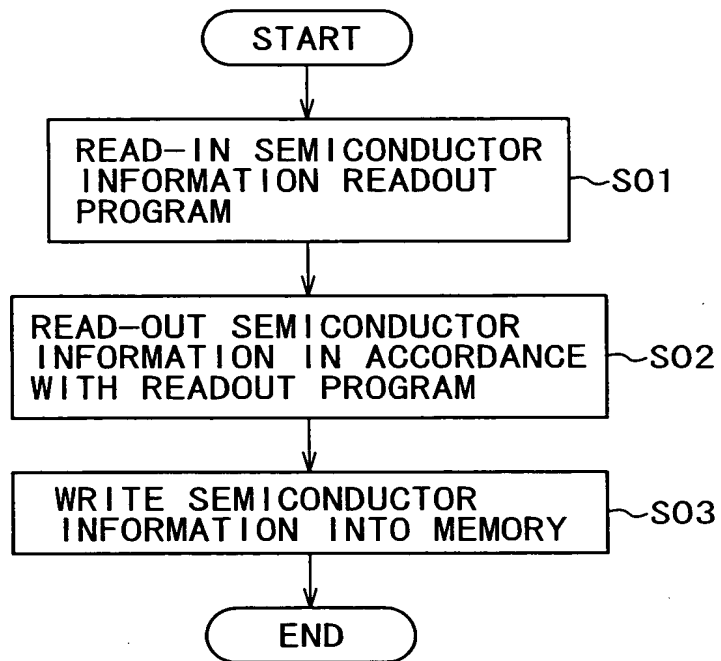 START
READ-IN SEMICONDUCTOR
INFORMATION READOUT
PROGRAM
S01
READ-OUT SEMICONDUCTOR
INFORMATION IN ACCORDANCE
WITH READOUT PROGRAM
S02
WRITE SEMICONDUCTOR
INFORMATION INTO MEMORY
S03
END